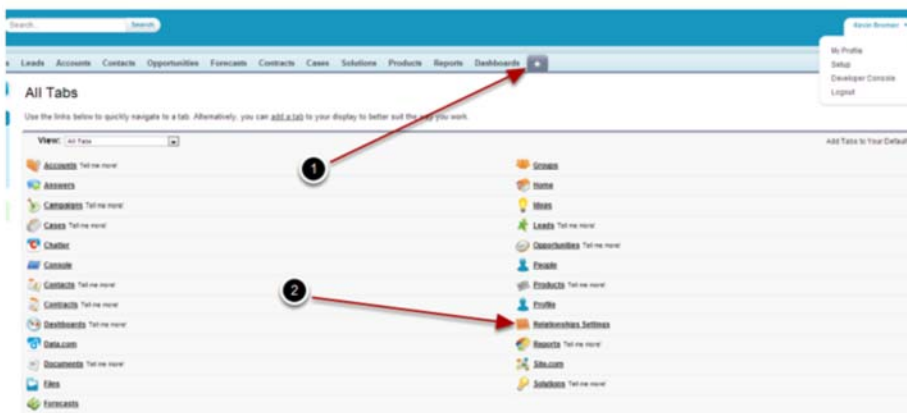 Search... Search
Kevin Bromer
My Profile
Setup
Developer Console
Logout
s Leads Accounts Contacts Opportunities Forecasts Contracts Cases Solutions Products Reports Dashboards +
All Tabs
Use the links below to quickly navigate to a tab. Alternatively, you can add a tab to your display to better suit the way you work.
View: All Tabs
Add Tabs to Your Default
1
Accounts Tell me more!
Answers
Campaigns Tell me more!
Cases Tell me more!
Chatter
Console
Contacts Tell me more!
Contracts Tell me more!
Dashboards Tell me more!
Data.com
Documents Tell me more!
Files
Forecasts
2
Groups
Home
Ideas
Leads Tell me more!
Opportunities Tell me more!
People
Products Tell me more!
Profile
Relationships Settings
Reports Tell me more!
Site.com
Solutions Tell me more!